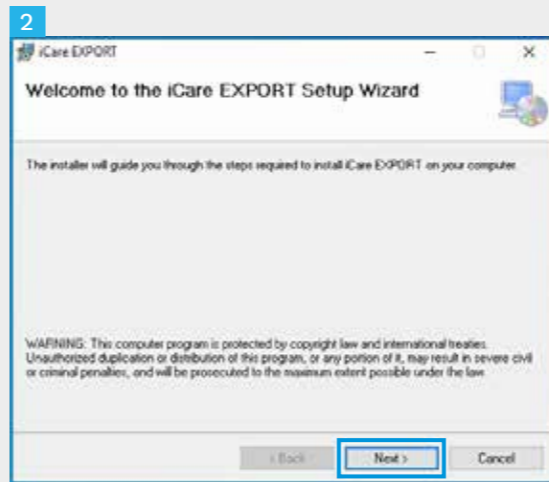 2
iCare EXPORT
Welcome to the iCare EXPORT Setup Wizard
The installer will guide you through the steps required to install iCare EXPORT on your computer.
WARNING: This computer program is protected by copyright law and international treaties.
Unauthorized duplication or distribution of this program, or any portion of it, may result in severe civil
or criminal penalties, and will be prosecuted to the maximum extent possible under the law.
< Back
Next >
Cancel